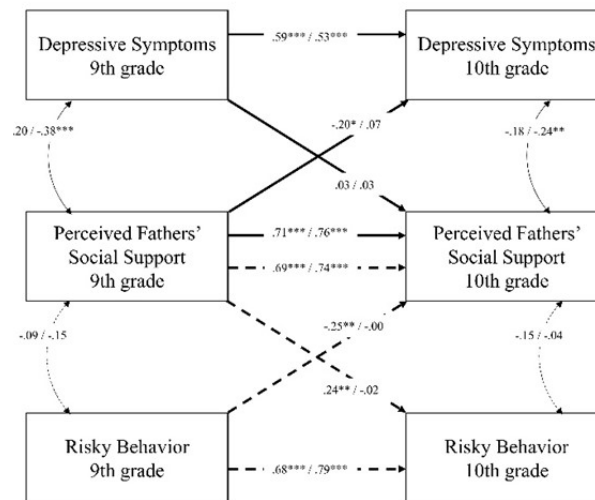 Depressive Symptoms
9th grade
.59*** / .53***
Depressive Symptoms
10th grade
.20 / -.38***
-.20* / .07
-.18 / -.24**
.03 / .03
Perceived Fathers'
Social Support
9th grade
.71*** / .76***
.69*** / .74***
Perceived Fathers'
Social Support
10th grade
-.09 / -.15
-.25** / -.00
-.15 / -.04
.24** / -.02
Risky Behavior
9th grade
.68*** / .79***
Risky Behavior
10th grade